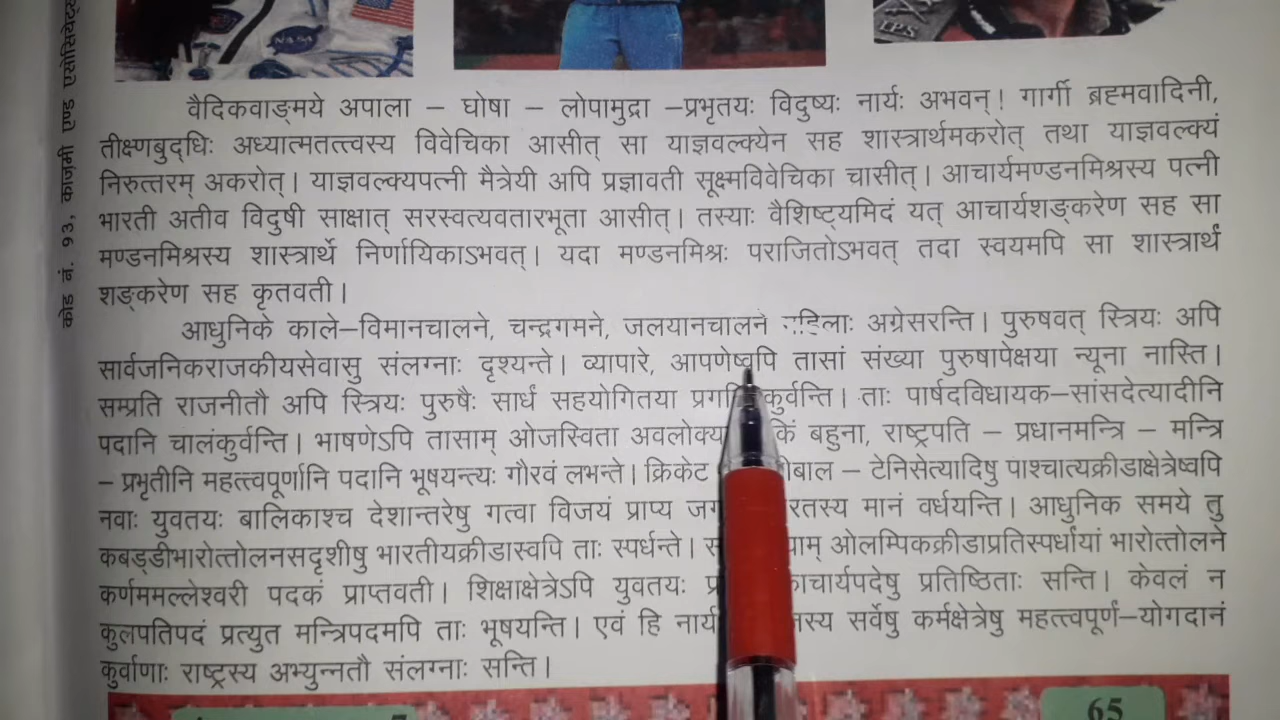 NASA
LPS
कोड नं. 93, काज़मी एण्ड एसोसियेट्स
वैदिकवाङ्मये अपाला – घोषा – लोपामुद्रा –प्रभृतयः विदुष्यः नार्यः अभवन्! गार्गी ब्रह्मवादिनी,
तीक्ष्णबुद्धिः अध्यात्मतत्त्वस्य विवेचिका आसीत् सा याज्ञवल्क्येन सह शास्त्रार्थमकरोत् तथा याज्ञवल्क्यं
निरुत्तरम् अकरोत्। याज्ञवल्क्यपत्नी मैत्रेयी अपि प्रज्ञावती सूक्ष्मविवेचिका चासीत्। आचार्यमण्डनमिश्रस्य पत्नी
भारती अतीव विदुषी साक्षात् सरस्वत्यवतारभूता आसीत्। तस्याः वैशिष्ट्यमिदं यत् आचार्यशङ्करेण सह सा
मण्डनमिश्रस्य शास्त्रार्थे निर्णायिकाऽभवत्। यदा मण्डनमिश्रः पराजितोऽभवत् तदा स्वयमपि सा शास्त्रार्थं
शङ्करेण सह कृतवती।
आधुनिके काले–विमानचालने, चन्द्रगमने, जलयानचालने अग्रेसरन्ति। पुरुषवत् स्त्रियः अपि
सार्वजनिकराजकीयसेवासु संलग्नाः दृश्यन्ते। व्यापारे, आपणेष्वपि तासां संख्या पुरुषापेक्षया न्यूना नास्ति।
सम्प्रति राजनीतौ अपि स्त्रियः पुरुषैः सार्धं सहयोगितया कुर्वन्ति। ताः पार्षदविधायक–सांसदेत्यादीनि
पदानि चालंकुर्वन्ति। भाषणेऽपि तासाम् ओजस्विता किं बहुना, राष्ट्रपति – प्रधानमन्त्रि – मन्त्रि
– प्रभृतीनि महत्त्वपूर्णानि पदानि भूषयन्त्यः गौरवं लभन्ते। क्रिकेट – टेनिसेत्यादिषु पाश्चात्यक्रीडाक्षेत्रेष्वपि
नवाः युवतयः बालिकाश्च देशान्तरेषु गत्वा विजयं प्राप्य मानं वर्धयन्ति। आधुनिक समये तु
कबड्डीभारोत्तोलनसदृशीषु भारतीयक्रीडास्वपि ताः स्पर्धन्ते। ओलम्पिकक्रीडाप्रतिस्पर्धायां भारोत्तोलने
कर्णममल्लेश्वरी पदकं प्राप्तवती। शिक्षाक्षेत्रेऽपि युवतयः प्रतिष्ठिताः सन्ति। केवलं न
कुलपतिपदं प्रत्युत मन्त्रिपदमपि ताः भूषयन्ति। एवं हि सर्वेषु कर्मक्षेत्रेषु महत्त्वपूर्ण–योगदानं
कुर्वाणाः राष्ट्रस्य अभ्युन्नतौ संलग्नाः सन्ति।
65